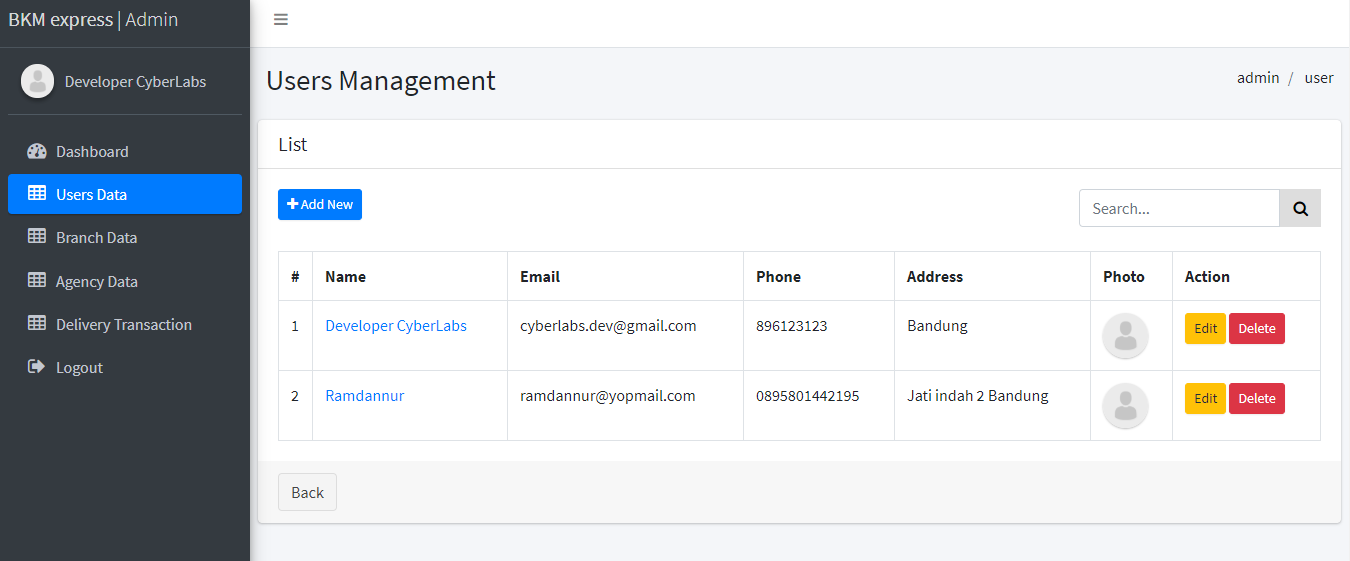 BKM express | Admin
Developer CyberLabs
Dashboard
Users Data
Branch Data
Agency Data
Delivery Transaction
Logout
Users Management
admin / user
List
Add New
Search...
# Name Email Phone Address Photo Action
1 Developer CyberLabs cyberlabs.dev@gmail.com 896123123 Bandung Edit Delete
2 Ramdannur ramdannur@yopmail.com 0895801442195 Jati indah 2 Bandung Edit Delete
Back